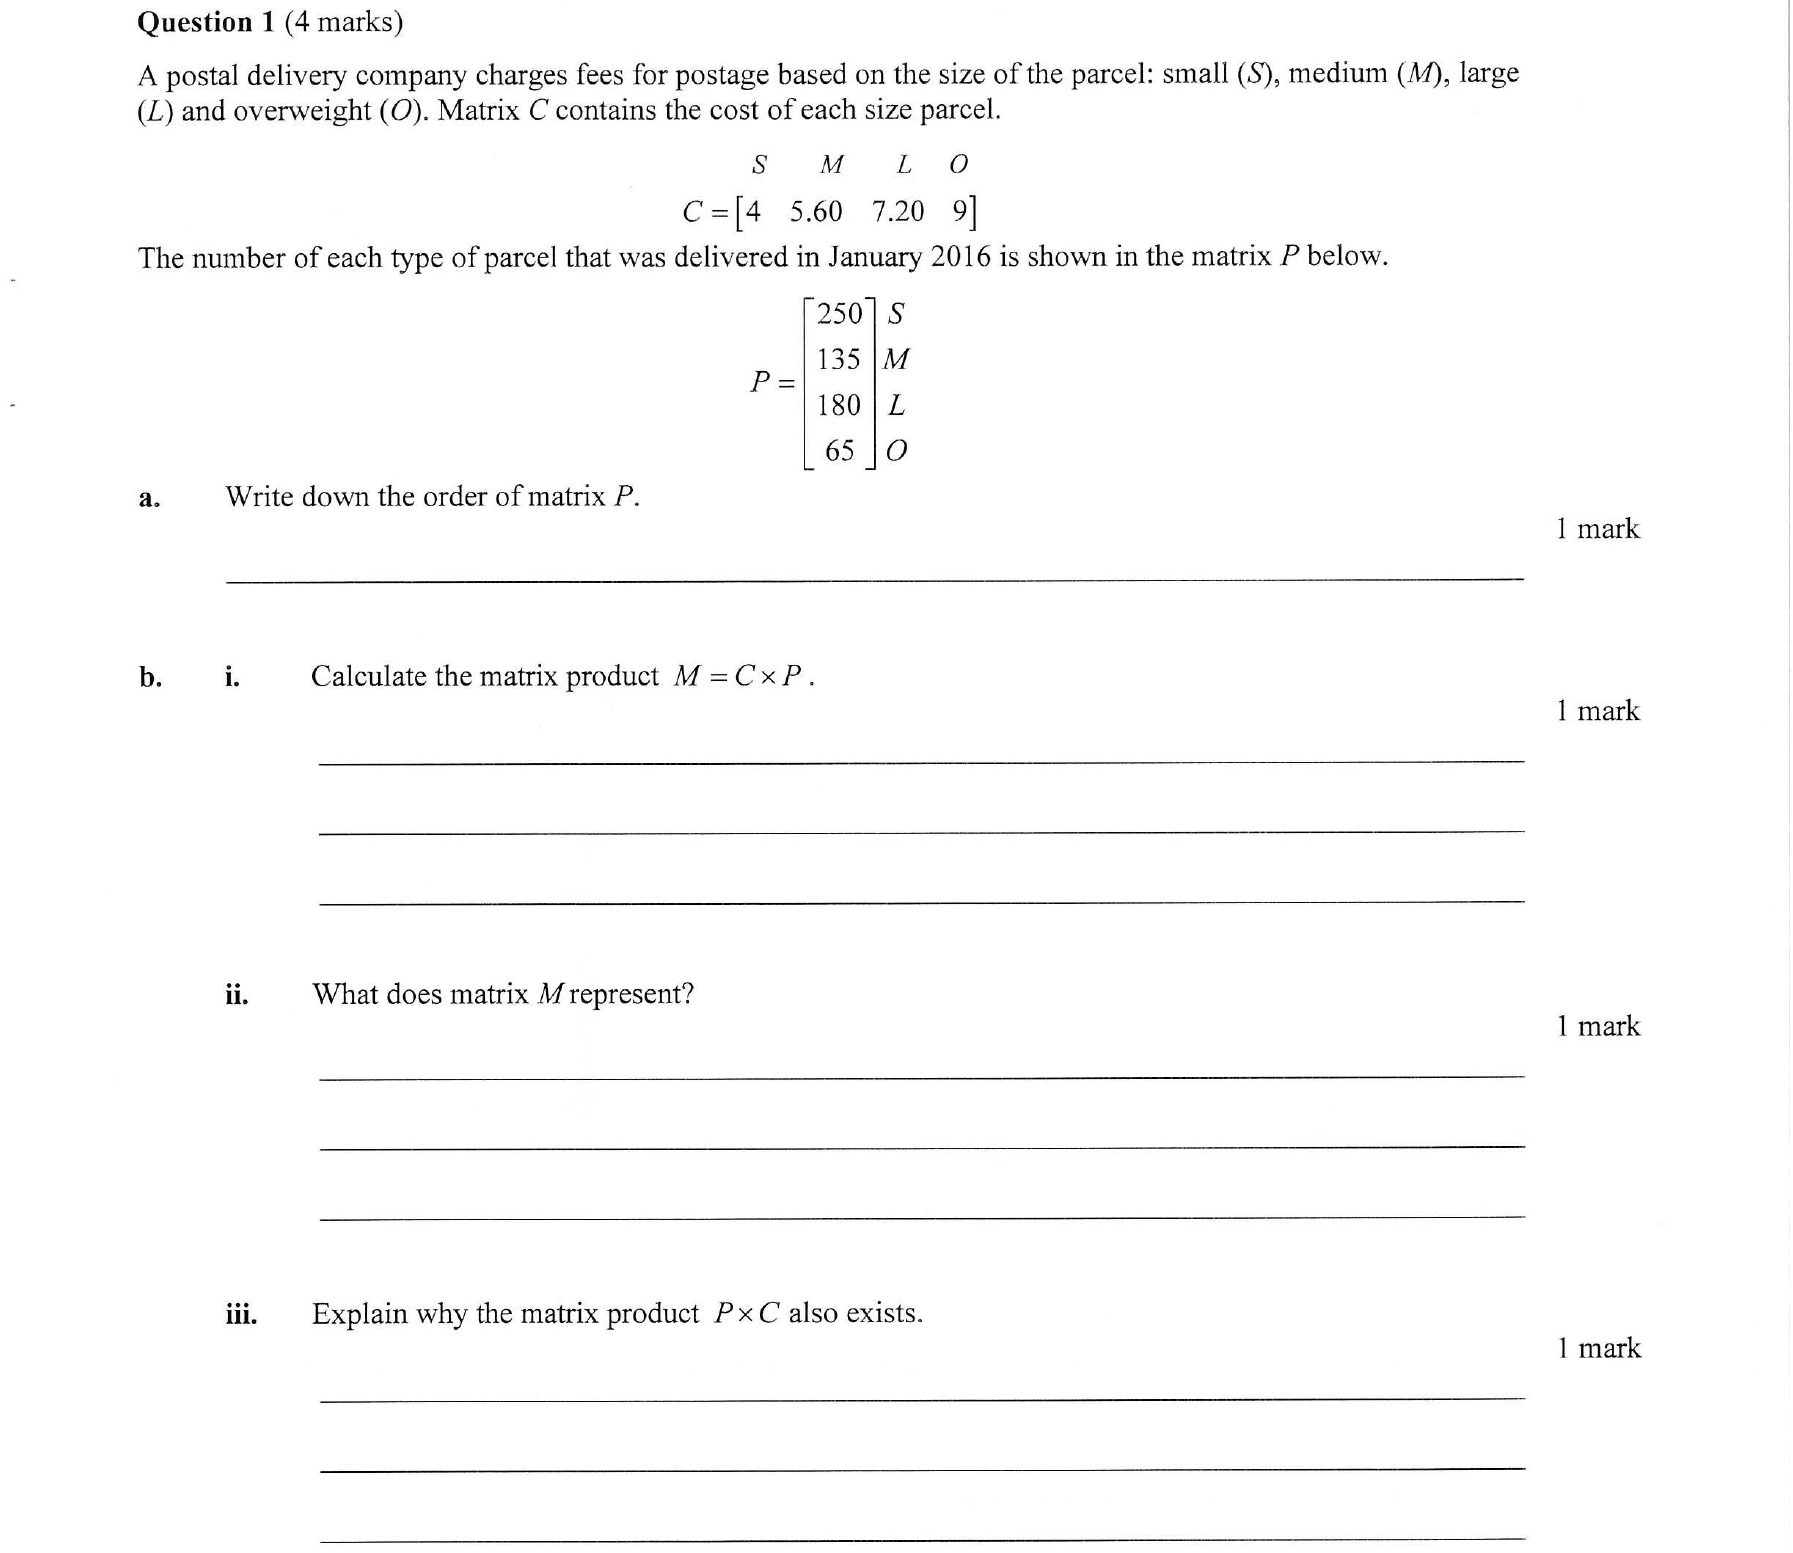 Question 1 (4 marks)
A postal delivery company charges fees for postage based on the size of the parcel: small (S), medium (M), large
(L) and overweight (O). Matrix C contains the cost of each size parcel.
S M L O
C = [4 5.60 7.20 9]
The number of each type of parcel that was delivered in January 2016 is shown in the matrix P below.
250 S
135 M
P =
180 L
65 O
a. Write down the order of matrix P.
1 mark
b. i. Calculate the matrix product M = C × P .
1 mark
ii. What does matrix M represent?
1 mark
iii. Explain why the matrix product P × C also exists.
1 mark